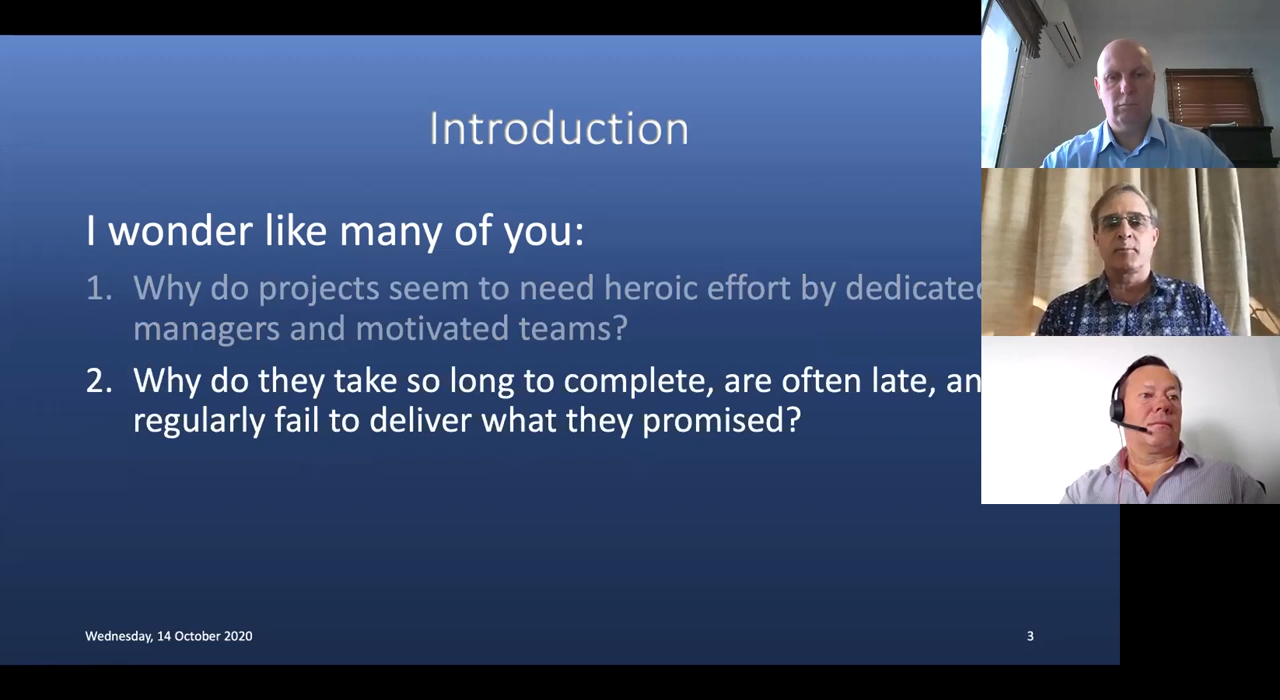 Introduction
I wonder like many of you:
1. Why do projects seem to need heroic effort by dedicated
managers and motivated teams?
2. Why do they take so long to complete, are often late, an
regularly fail to deliver what they promised?
Wednesday, 14 October 2020
3